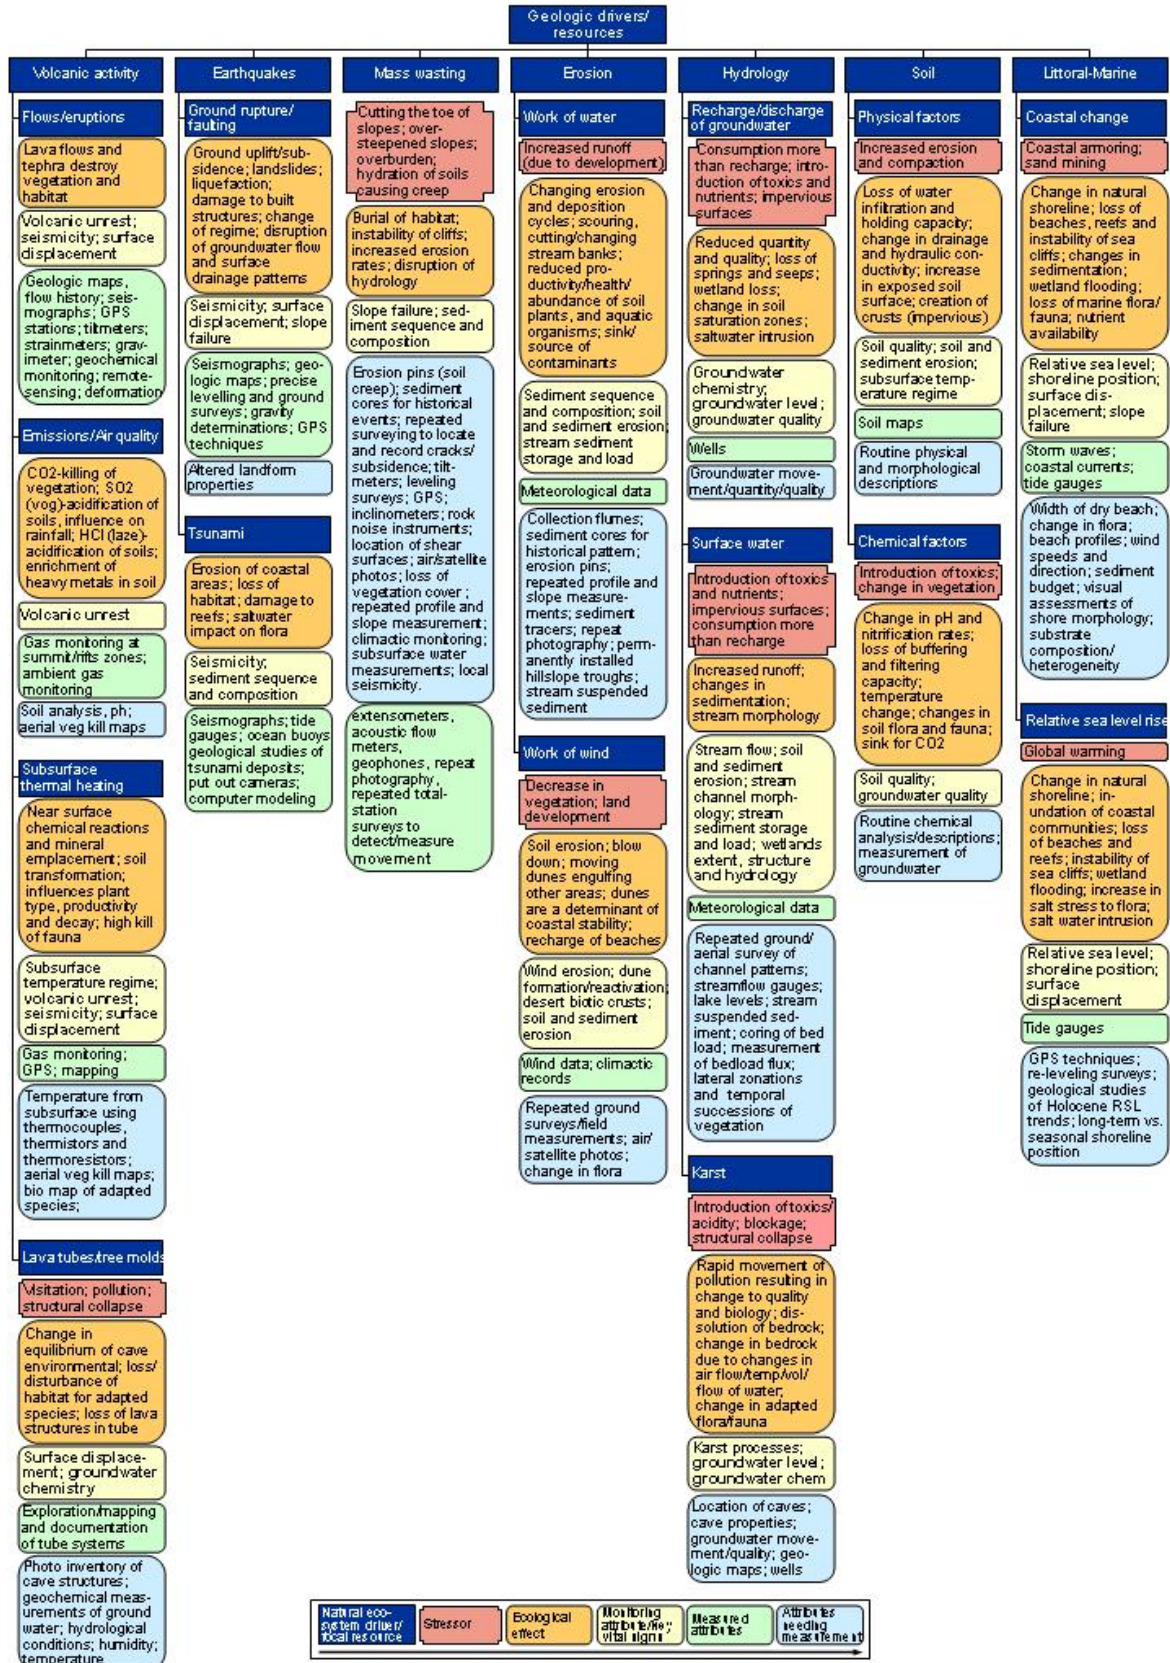 Geologic drivers/
resources
Volcanic activity
Flows/eruptions
Lava flows and
tephra destroy
vegetation and
habitat
Volcanic unrest;
seismicity; surface
displacement
Geologic maps,
flow history; seis-
mographs; GPS
stations; tiltmeters;
strainmeters; grav-
imeter; geochemical
monitoring; remote-
sensing; deformation
Emissions/Air quality
CO2-killing of
vegetation; SO2
(vog)-acidification of
soils, influence on
rainfall; HCl (laze)-
acidification of soils;
enrichment of
heavy metals in soil
Volcanic unrest
Gas monitoring at
summit/rifts zones;
ambient gas
monitoring
Soil analysis, ph;
aerial veg kill maps
Subsurface
thermal heating
Near surface
chemical reactions
and mineral
emplacement; soil
transformation;
influences plant
type, productivity
and decay; high kill
of fauna
Subsurface
temperature regime;
volcanic unrest;
seismicity; surface
displacement
Gas monitoring;
GPS; mapping
Temperature from
subsurface using
thermocouples,
thermistors and
thermoresistors;
aerial veg kill maps;
bio map of adapted
species;
Lava tubes/tree molds
Visitation; pollution;
structural collapse
Change in
equilibrium of cave
environmental; loss/
disturbance of
habitat for adapted
species; loss of lava
structures in tube
Surface displace-
ment; groundwater
chemistry
Exploration/mapping
and documentation
of tube systems
Photo inventory of
cave structures;
geochemical meas-
urements of ground
water; hydrological
conditions; humidity;
temperature
Earthquakes
Ground rupture/
faulting
Ground uplift/sub-
sidence; landslides;
liquefaction;
damage to built
structures; change
of regime; disruption
of groundwater flow
and surface
drainage patterns
Seismicity; surface
displacement; slope
failure
Seismographs; geo-
logic maps; precise
levelling and ground
surveys; gravity
determinations; GPS
techniques
Altered landform
properties
Tsunami
Erosion of coastal
areas; loss of
habitat; damage to
reefs; saltwater
impact on flora
Seismicity;
sediment sequence
and composition
Seismographs; tide
gauges; ocean buoys
geological studies of
tsunami deposits;
put out cameras;
computer modeling
Mass wasting
Cutting the toe of
slopes; over-
steepened slopes;
overburden;
hydration of soils
causing creep
Burial of habitat;
instability of cliffs;
increased erosion
rates; disruption of
hydrology
Slope failure; sed-
iment sequence and
composition
Erosion pins (soil
creep); sediment
cores for historical
events; repeated
surveying to locate
and record cracks/
subsidence; tilt-
meters; leveling
surveys; GPS;
inclinometers; rock
noise instruments;
location of shear
surfaces; air/satellite
photos; loss of
vegetation cover ;
repeated profile and
slope measurement;
climactic monitoring;
subsurface water
measurements; local
seismicity.
extensometers,
acoustic flow
meters,
geophones, repeat
photography,
repeated total-
station
surveys to
detect/measure
movement
Erosion
Work of water
Increased runoff
(due to development)
Changing erosion
and deposition
cycles; scouring,
cutting/changing
stream banks;
reduced pro-
ductivity/health/
abundance of soil
plants, and aquatic
organisms; sink/
source of
contaminants
Sediment sequence
and composition; soil
and sediment erosion;
stream sediment
storage and load
Meteorological data
Collection flumes;
sediment cores for
historical pattern;
erosion pins;
repeated profile and
slope measure-
ments; sediment
tracers; repeat
photography; perm-
anently installed
hillslope troughs;
stream suspended
sediment
Work of wind
Decrease in
vegetation; land
development
Soil erosion; blow
down; moving
dunes engulfing
other areas; dunes
are a determinant of
coastal stability;
recharge of beaches
Wind erosion; dune
formation/reactivation;
desert biotic crusts;
soil and sediment
erosion
Wind data; climactic
records
Repeated ground
surveys/field
measurements; air/
satellite photos;
change in flora
Hydrology
Recharge/discharge
of groundwater
Consumption more
than recharge; intro-
duction of toxics and
nutrients; impervious
surfaces
Reduced quantity
and quality; loss of
springs and seeps;
wetland loss;
change in soil
saturation zones;
saltwater intrusion
Groundwater
chemistry;
groundwater level;
groundwater quality
Wells
Groundwater move-
ment/quantity/quality
Surface water
Introduction of toxics
and nutrients;
impervious surfaces;
consumption more
than recharge
Increased runoff;
changes in
sedimentation;
stream morphology
Stream flow; soil
and sediment
erosion; stream
channel morph-
ology; stream
sediment storage
and load; wetlands
extent, structure
and hydrology
Meteorological data
Repeated ground/
aerial survey of
channel patterns;
streamflow gauges;
lake levels; stream
suspended sed-
iment; coring of bed
load; measurement
of bedload flux;
lateral zonations
and temporal
successions of
vegetation
Karst
Introduction of toxics/
acidity; blockage;
structural collapse
Rapid movement of
pollution resulting in
change to quality
and biology; dis-
solution of bedrock;
change in bedrock
due to changes in
air flow/temp/vol/
flow of water;
change in adapted
flora/fauna
Karst processes;
groundwater level;
groundwater chem
Location of caves;
cave properties;
groundwater move-
ment/quality; geo-
logic maps; wells
Soil
Physical factors
Increased erosion
and compaction
Loss of water
infiltration and
holding capacity;
change in drainage
and hydraulic con-
ductivity; increase
in exposed soil
surface; creation of
crusts (impervious)
Soil quality; soil and
sediment erosion;
subsurface temp-
erature regime
Soil maps
Routine physical
and morphological
descriptions
Chemical factors
Introduction of toxics;
change in vegetation
Change in pH and
nitrification rates;
loss of buffering
and filtering
capacity;
temperature
change; changes in
soil flora and fauna;
sink for CO2
Soil quality;
groundwater quality
Routine chemical
analysis/descriptions;
measurement of
groundwater
Littoral-Marine
Coastal change
Coastal armoring;
sand mining
Change in natural
shoreline; loss of
beaches, reefs and
instability of sea
cliffs; changes in
sedimentation;
wetland flooding;
loss of marine flora/
fauna; nutrient
availability
Relative sea level;
shoreline position;
surface dis-
placement; slope
failure
Storm waves;
coastal currents;
tide gauges
Width of dry beach;
change in flora;
beach profiles; wind
speeds and
direction; sediment
budget; visual
assessments of
shore morphology;
substrate
composition/
heterogeneity
Relative sea level rise
Global warming
Change in natural
shoreline; in-
undation of coastal
communities; loss
of beaches and
reefs; instability of
sea cliffs; wetland
flooding; increase in
salt stress to flora;
salt water intrusion
Relative sea level;
shoreline position;
surface
displacement
Tide gauges
GPS techniques;
re-leveling surveys;
geological studies
of Holocene RSL
trends; long-term vs.
seasonal shoreline
position
Natural eco-
system driver/
focal resource
Stressor
Ecological
effect
Monitoring
attribute/key
vital signs
Measured
attributes
Attributes
needing
measurement